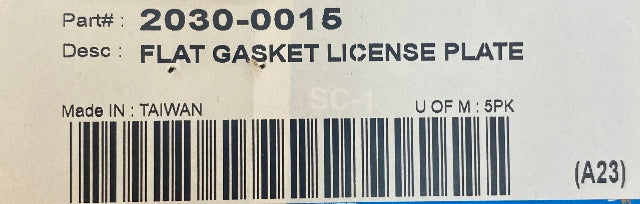 Part# : 2030-0015
Desc : FLAT GASKET LICENSE PLATE
SC-1
Made IN : TAIWAN U OF M : 5PK
(A23)